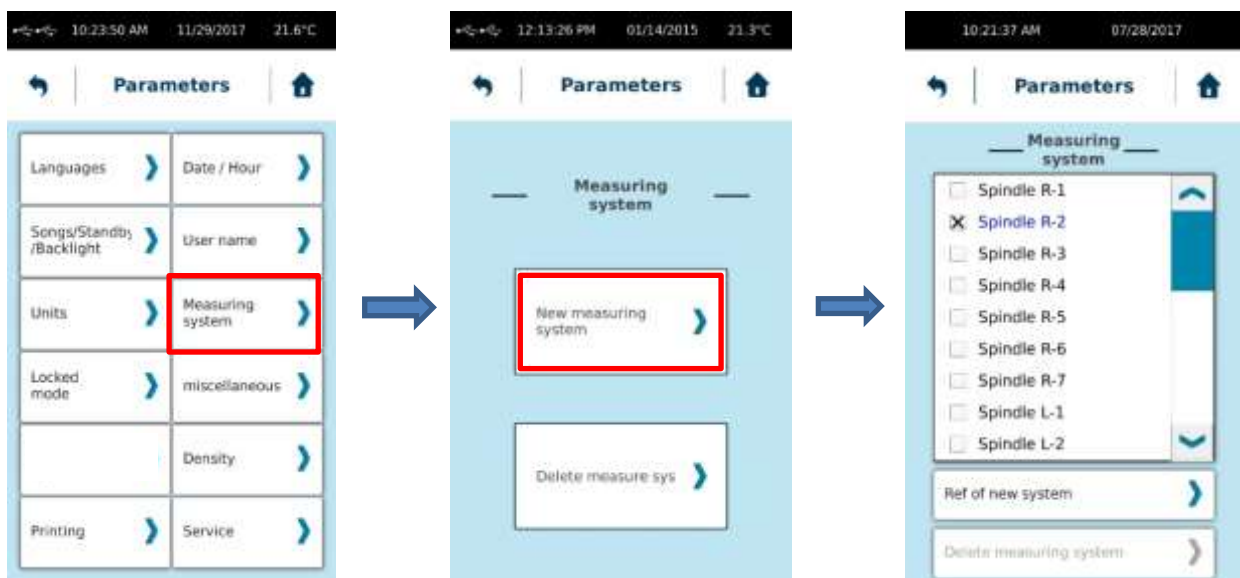 10:23:50 AM 11/29/2017 21.6°C
Parameters
Languages
Date / Hour
Songs/Standby
/Backlight
User name
Units
Measuring
system
Locked
mode
miscellaneous
Density
Printing
Service
12:13:26 PM 01/14/2015 21.3°C
Parameters
Measuring
system
New measuring
system
Delete measure sys
10:21:37 AM 07/28/2017
Parameters
Measuring
system
Spindle R-1
Spindle R-2
Spindle R-3
Spindle R-4
Spindle R-5
Spindle R-6
Spindle R-7
Spindle L-1
Spindle L-2
Ref of new system
Delete measuring system